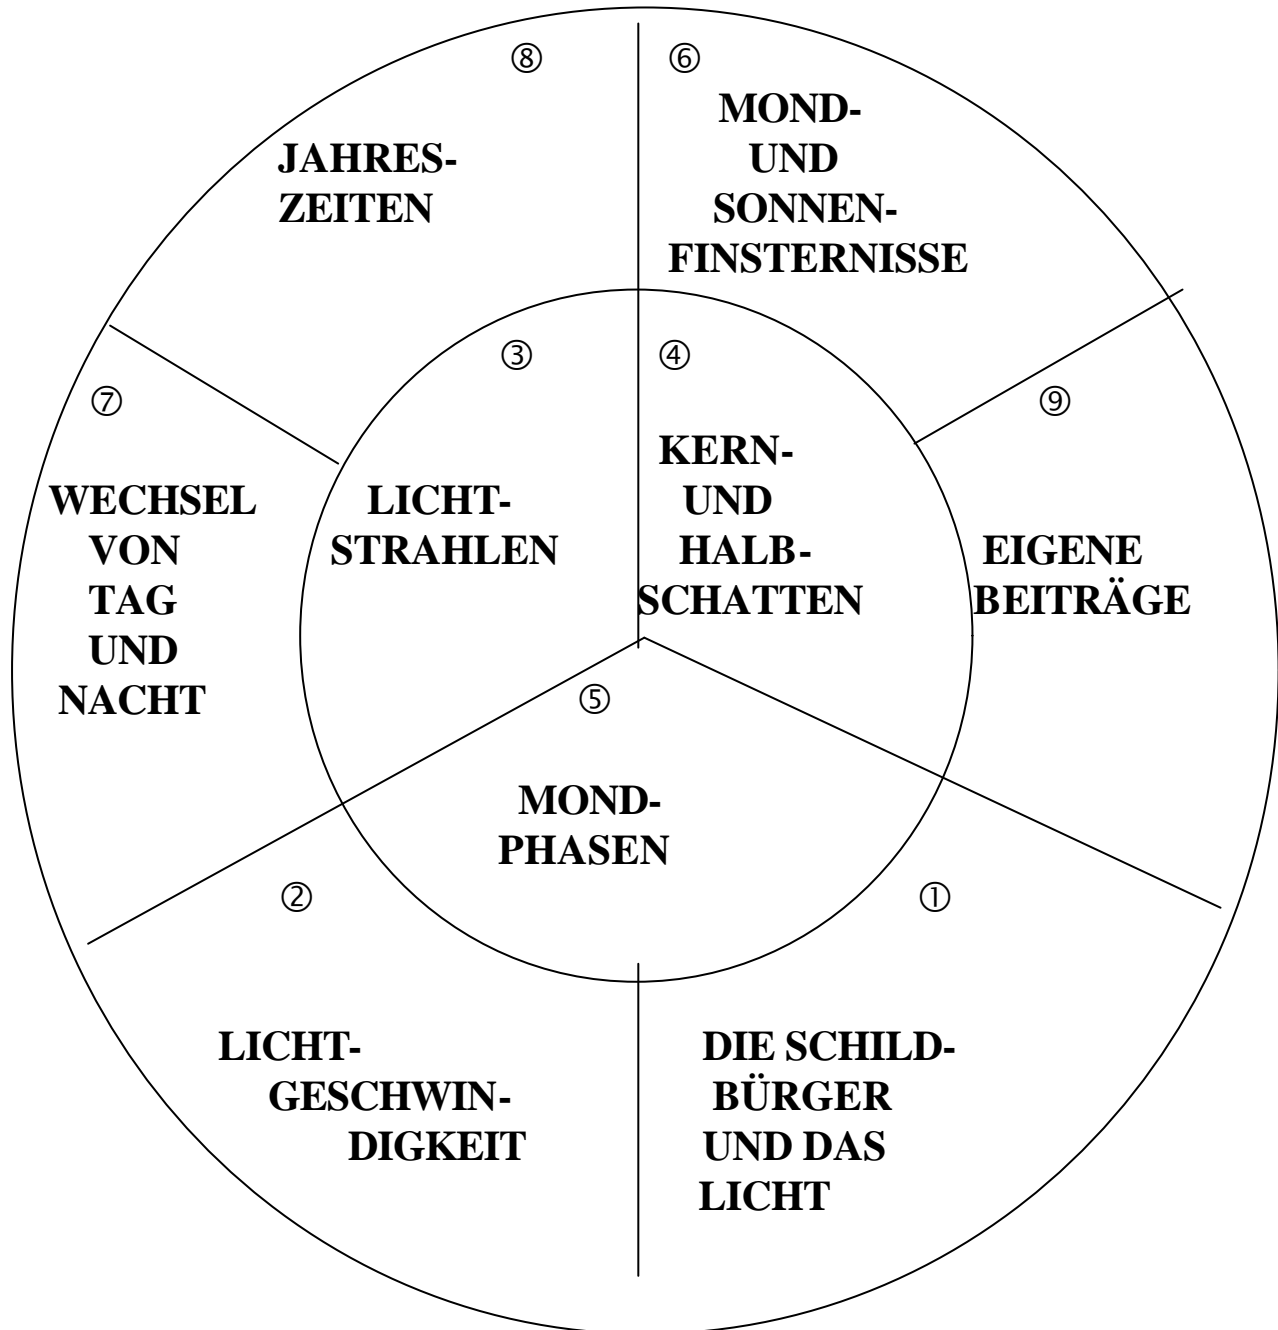 ⑧
JAHRES-
ZEITEN
⑥
MOND-
UND
SONNEN-
FINSTERNISSE
⑦
WECHSEL
VON
TAG
UND
NACHT
③
LICHT-
STRAHLEN
④
KERN-
UND
HALB-
SCHATTEN
⑨
EIGENE
BEITRÄGE
⑤
MOND-
PHASEN
②
LICHT-
GESCHWIN-
DIGKEIT
①
DIE SCHILD-
BÜRGER
UND DAS
LICHT